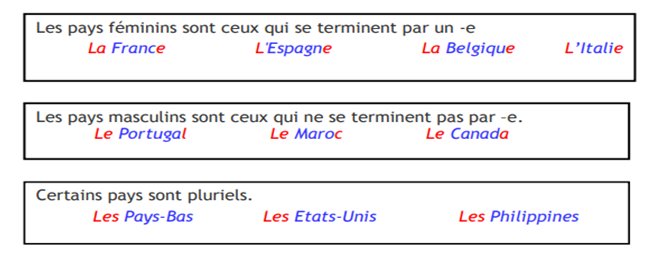 Les pays féminins sont ceux qui se terminent par un -e
La France L'Espagne La Belgique L'Italie
Les pays masculins sont ceux qui ne se terminent pas par -e.
Le Portugal Le Maroc Le Canada
Certains pays sont pluriels.
Les Pays-Bas Les Etats-Unis Les Philippines